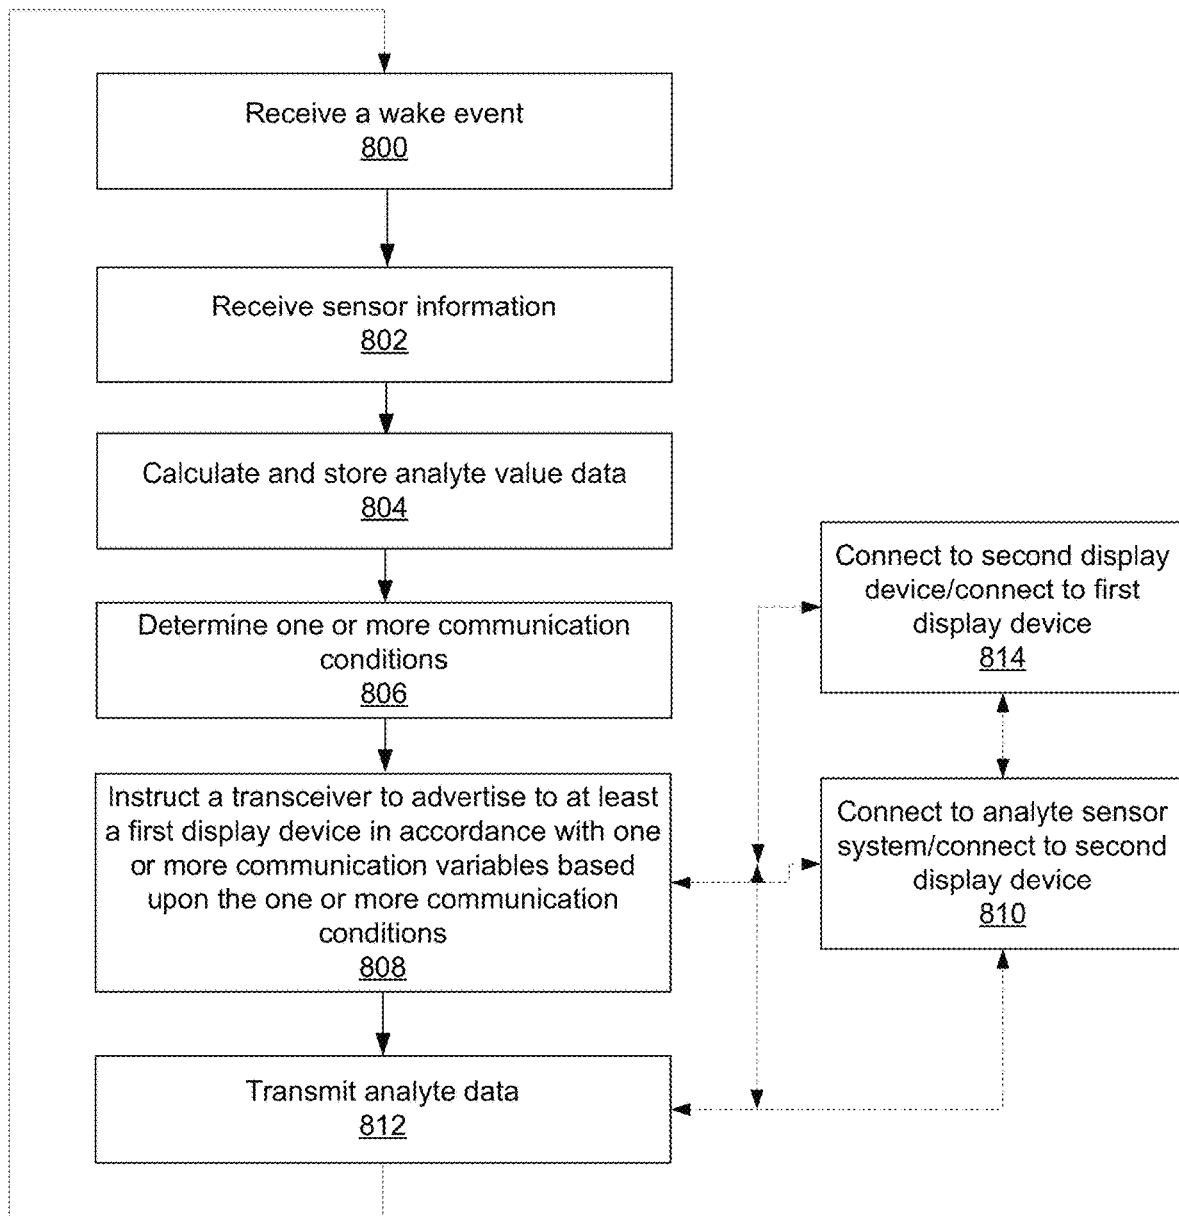 Receive a wake event
800
Receive sensor information
802
Calculate and store analyte value data
804
Determine one or more communication
conditions
806
Instruct a transceiver to advertise to at least
a first display device in accordance with one
or more communication variables based
upon the one or more communication
conditions
808
Transmit analyte data
812
Connect to second display
device/connect to first
display device
814
Connect to analyte sensor
system/connect to second
display device
810